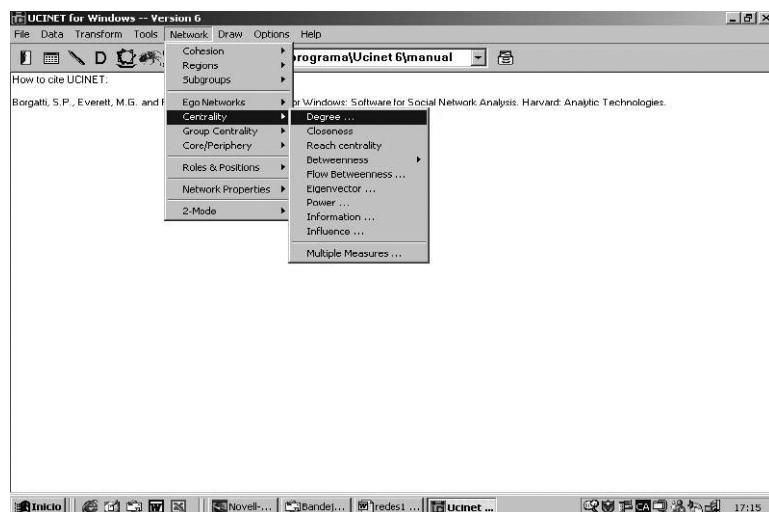 UCINET for Windows -- Version 6
File Data Transform Tools Network Draw Options Help
D
programa\Ucinet 6\manual
How to cite UCINET:
Borgatti, S.P., Everett, M.G. and
or Windows: Software for Social Network Analysis. Harvard: Analytic Technologies.
Cohesion
Regions
Subgroups
Ego Networks
Centrality
Group Centrality
Core/Periphery
Roles & Positions
Network Properties
2-Mode
Degree ...
Closeness
Reach centrality
Betweenness
Flow Betweenness ...
Eigenvector ...
Power ...
Information ...
Influence ...
Multiple Measures ...
Inicio
Novell-...
Bandej...
redes1 ...
Ucinet ...
CA
17:15